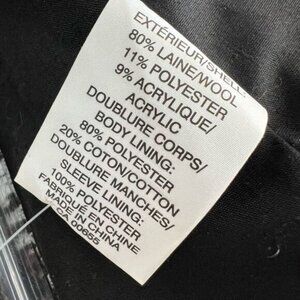 EXTÉRIEUR/SHELL:
80% LAINE/WOOL
11% POLYESTER
9% ACRYLIQUE/
ACRYLIC
DOUBLURE CORPS/
BODY LINING:
80% POLYESTER
20% COTON/COTTON
DOUBLURE MANCHES/
SLEEVE LINING:
100% POLYESTER
FABRIQUÉ EN CHINE
MADE IN CHINA
CA 00655